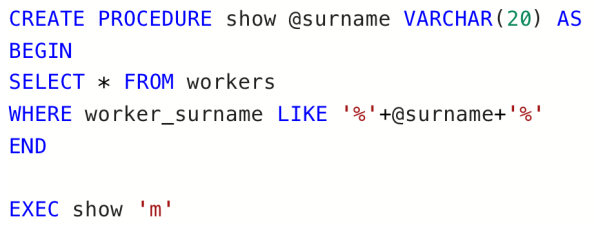 CREATE PROCEDURE show @surname VARCHAR(20) AS
BEGIN
SELECT * FROM workers
WHERE worker_surname LIKE '%'+@surname+'%'
END
EXEC show 'm'